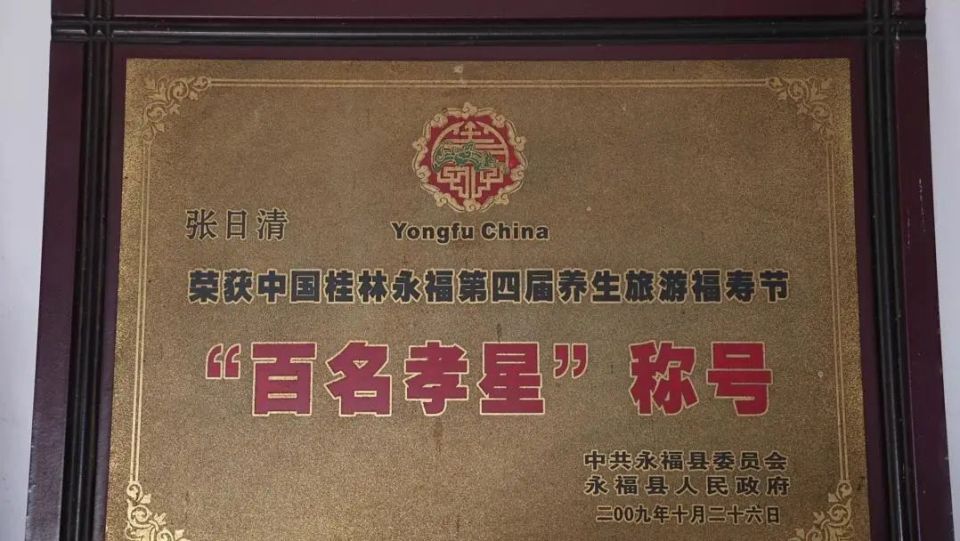 Yongfu China
张日清
荣获中国桂林永福第四届养生旅游福寿节
“百名孝星”称号
中共永福县委员会
永福县人民政府
二00九年十月二十六日